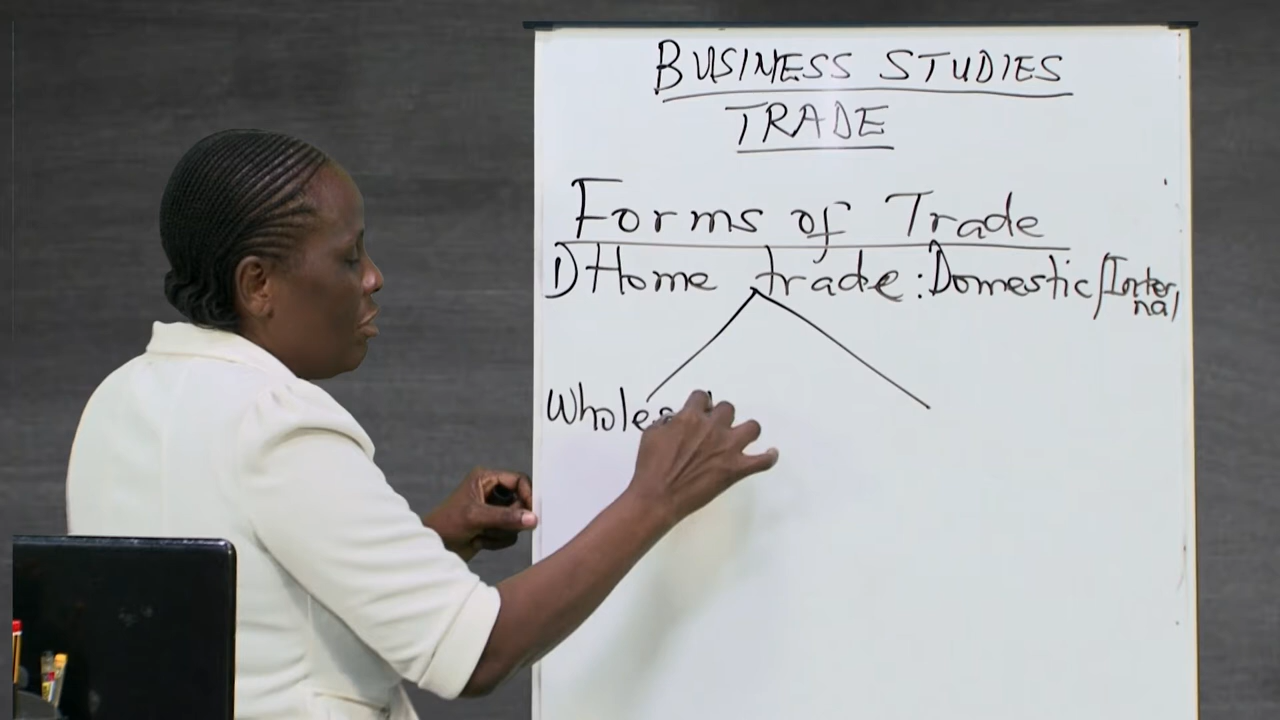 BUSINESS STUDIES
TRADE
Forms of Trade
1) Home trade : Domestic/Internal